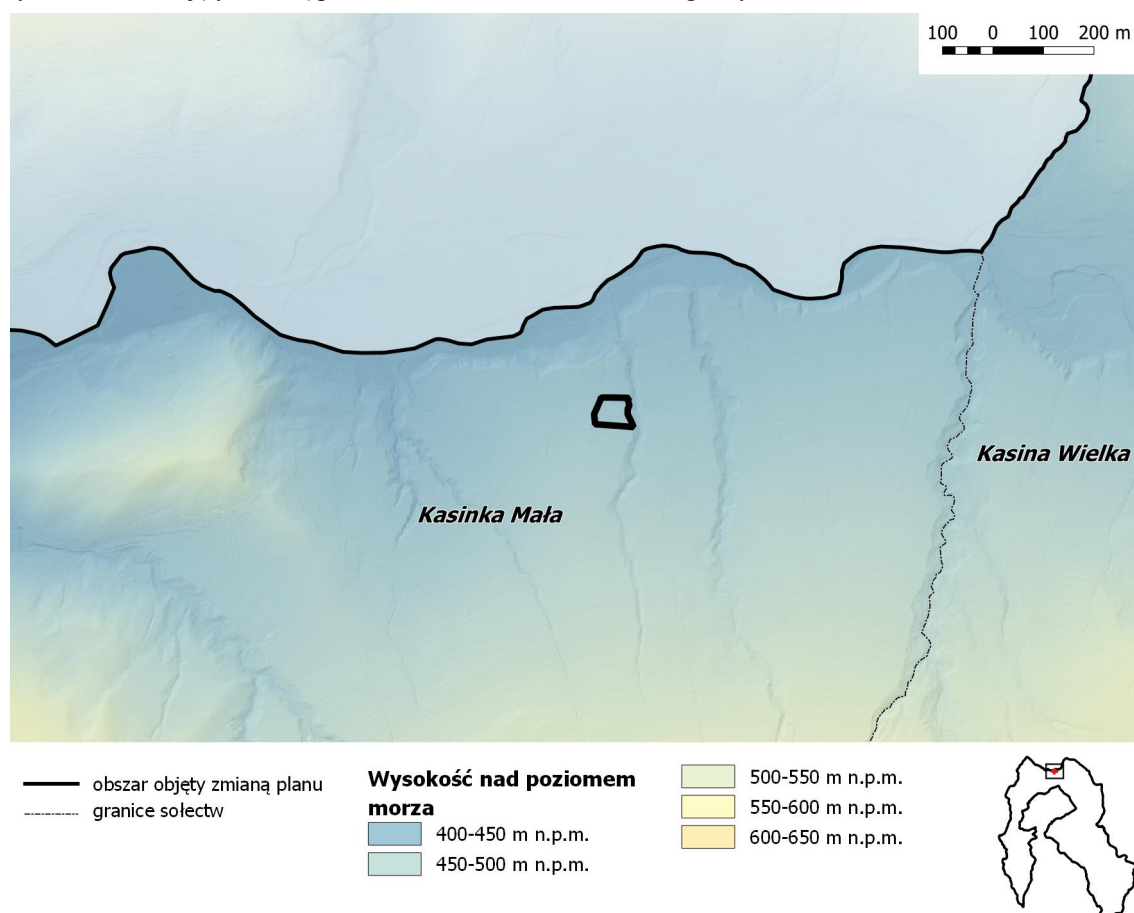 100 0 100 200 m
Kasina Wielka
Kasinka Mała
obszar objęty zmianą planu
granice sołectw
Wysokość nad poziomem
morza
400-450 m n.p.m.
450-500 m n.p.m.
500-550 m n.p.m.
550-600 m n.p.m.
600-650 m n.p.m.